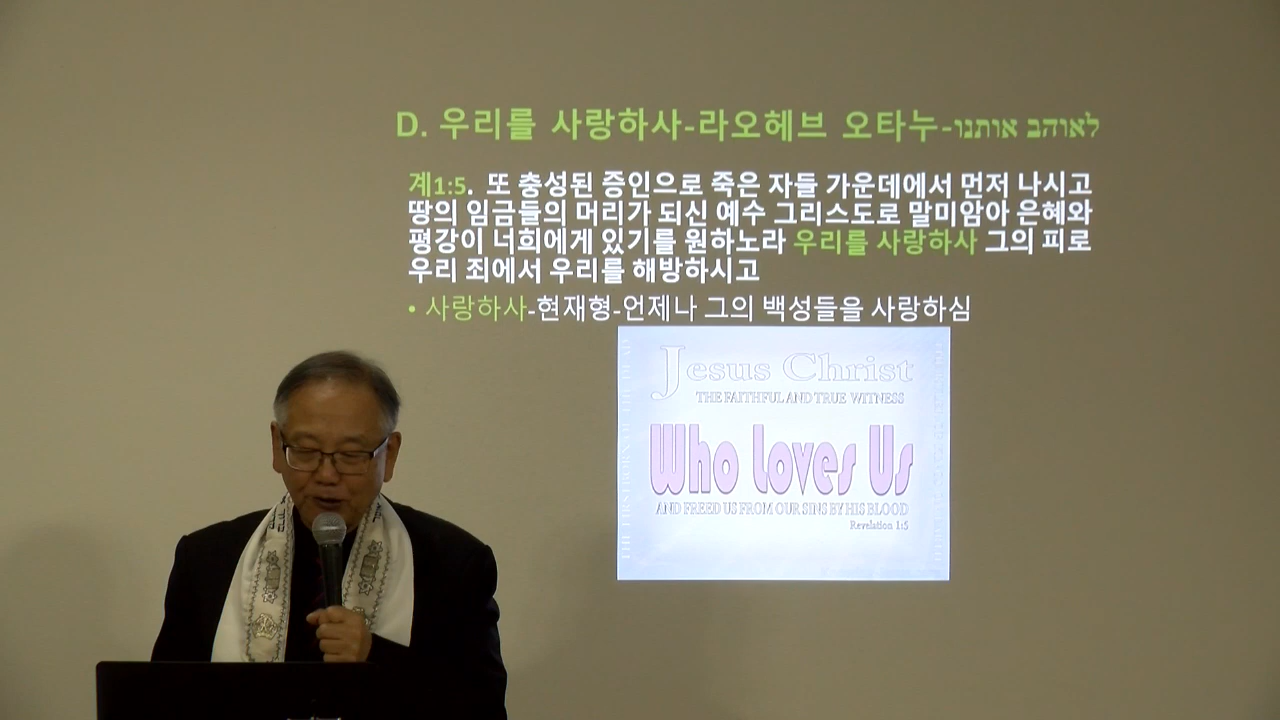 D. 우리를 사랑하사-라오헤브 오타누-לאוהב אותנו
계1:5. 또 충성된 증인으로 죽은 자들 가운데에서 먼저 나시고
땅의 임금들의 머리가 되신 예수 그리스도로 말미암아 은혜와
평강이 너희에게 있기를 원하노라 우리를 사랑하사 그의 피로
우리 죄에서 우리를 해방하시고
• 사랑하사-현재형-언제나 그의 백성들을 사랑하심
Jesus Christ
THE FAITHFUL AND TRUE WITNESS
Who Loves Us
AND FREED US FROM OUR SINS BY HIS BLOOD
Revelation 1:5